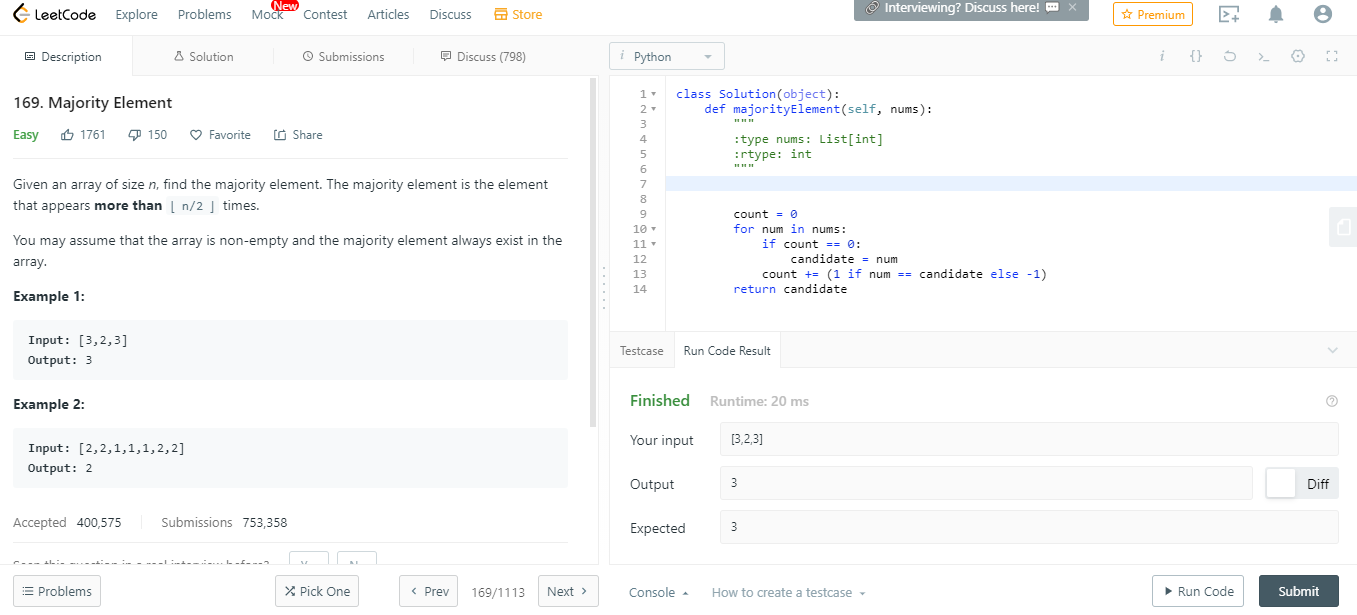 LeetCode Explore Problems Mock New Contest Articles Discuss Store Interviewing? Discuss here! Premium
Description Solution Submissions Discuss (798)
169. Majority Element
Easy 1761 150 Favorite Share
Given an array of size n, find the majority element. The majority element is the element
that appears more than ⌊ n/2 ⌋ times.
You may assume that the array is non-empty and the majority element always exist in the
array.
Example 1:
Input: [3,2,3]
Output: 3
Example 2:
Input: [2,2,1,1,1,2,2]
Output: 2
Accepted 400,575 Submissions 753,358
Seen this question in a real interview before?
Problems Pick One Prev 169/1113 Next
i Python i {}
1 class Solution(object):
2 def majorityElement(self, nums):
3 """
4 :type nums: List[int]
5 :rtype: int
6 """
7
8
9 count = 0
10 for num in nums:
11 if count == 0:
12 candidate = num
13 count += (1 if num == candidate else -1)
14 return candidate
Testcase Run Code Result
Finished Runtime: 20 ms
Your input [3,2,3]
Output 3 Diff
Expected 3
Console How to create a testcase Run Code Submit